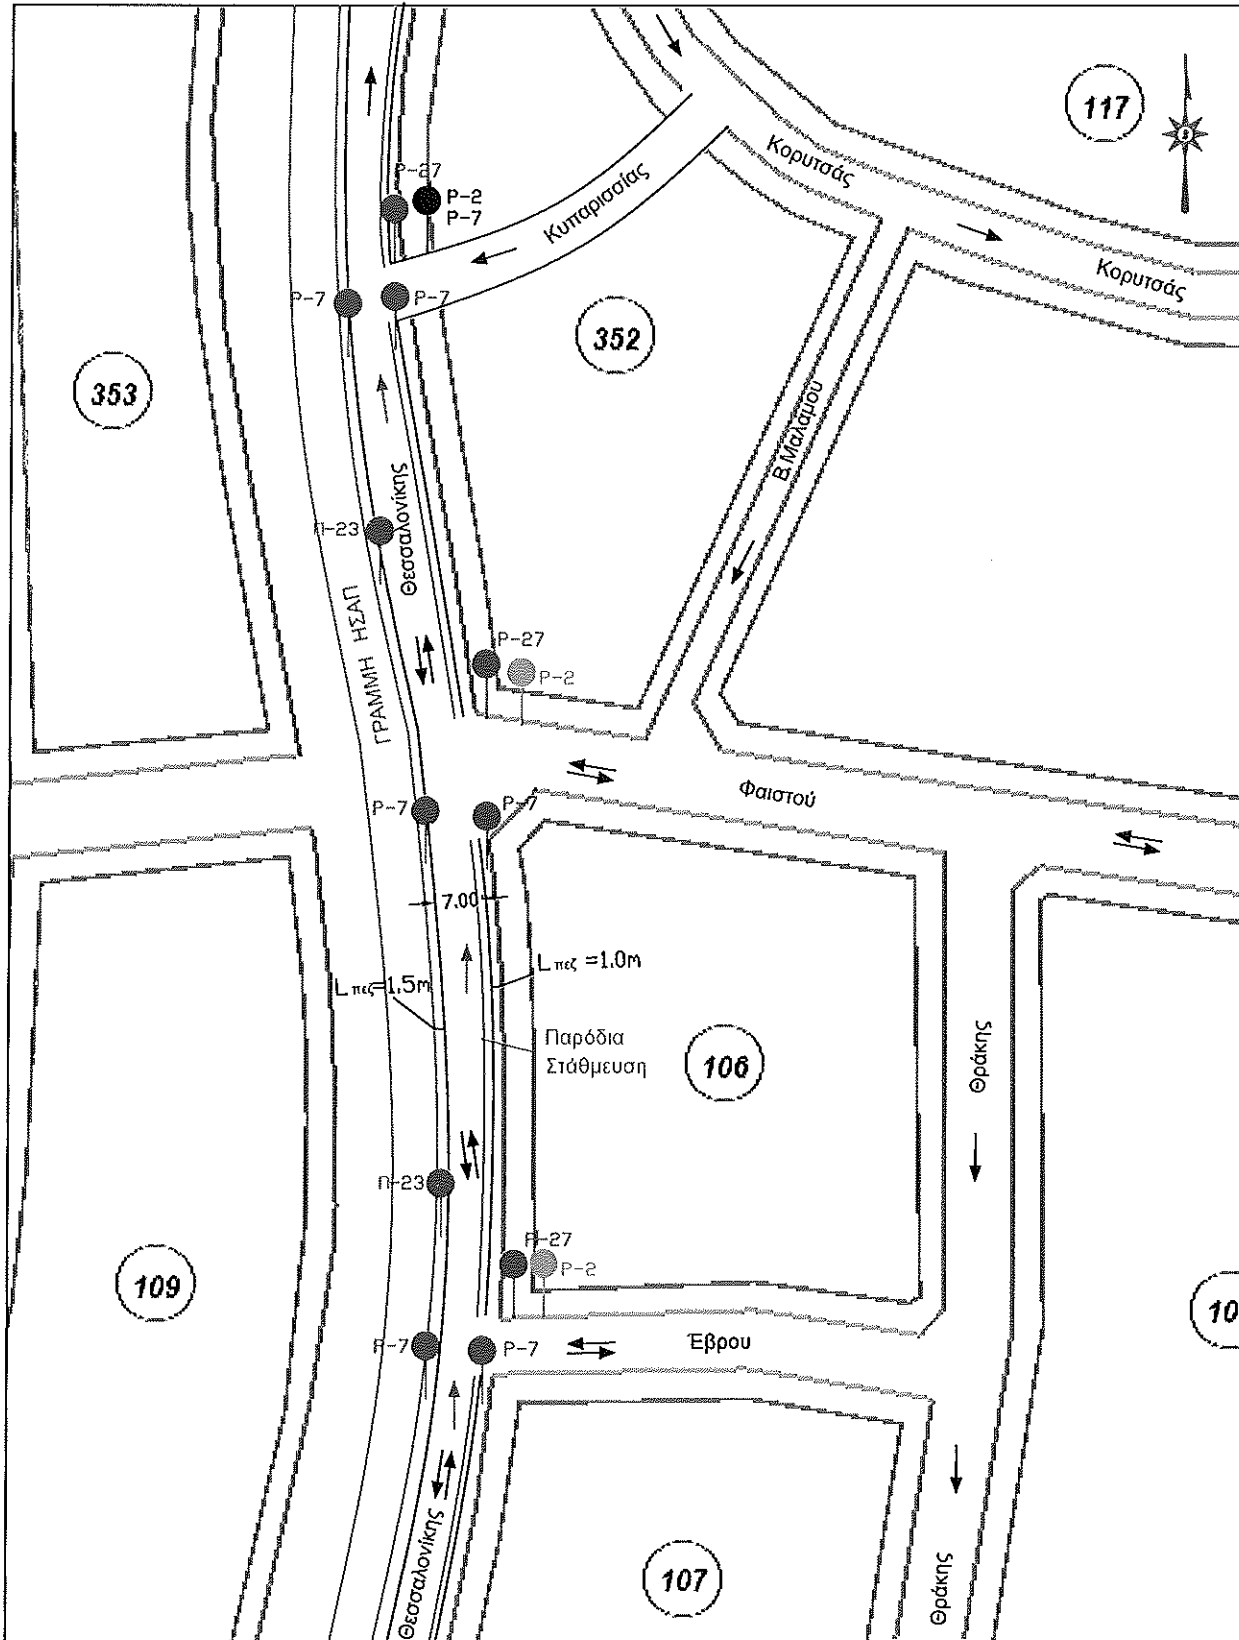 117
Κορυτσάς
P-27
P-2
P-7
Κυπαρισσίας
Κορυτσάς
P-7
P-7
352
353
Β.Μαλάμου
Θεσσαλονίκης
Π-23
ΓΡΑΜΜΗ ΗΣΑΠ
P-27
P-2
Φαιστού
P-7
P-7
7.00
L πεζ =1.0m
L πεζ=1.5m
Παρόδια
Στάθμευση
106
Θράκης
Π-23
P-27
P-2
109
10
P-7
P-7
Έβρου
Θεσσαλονίκης
107
Θράκης